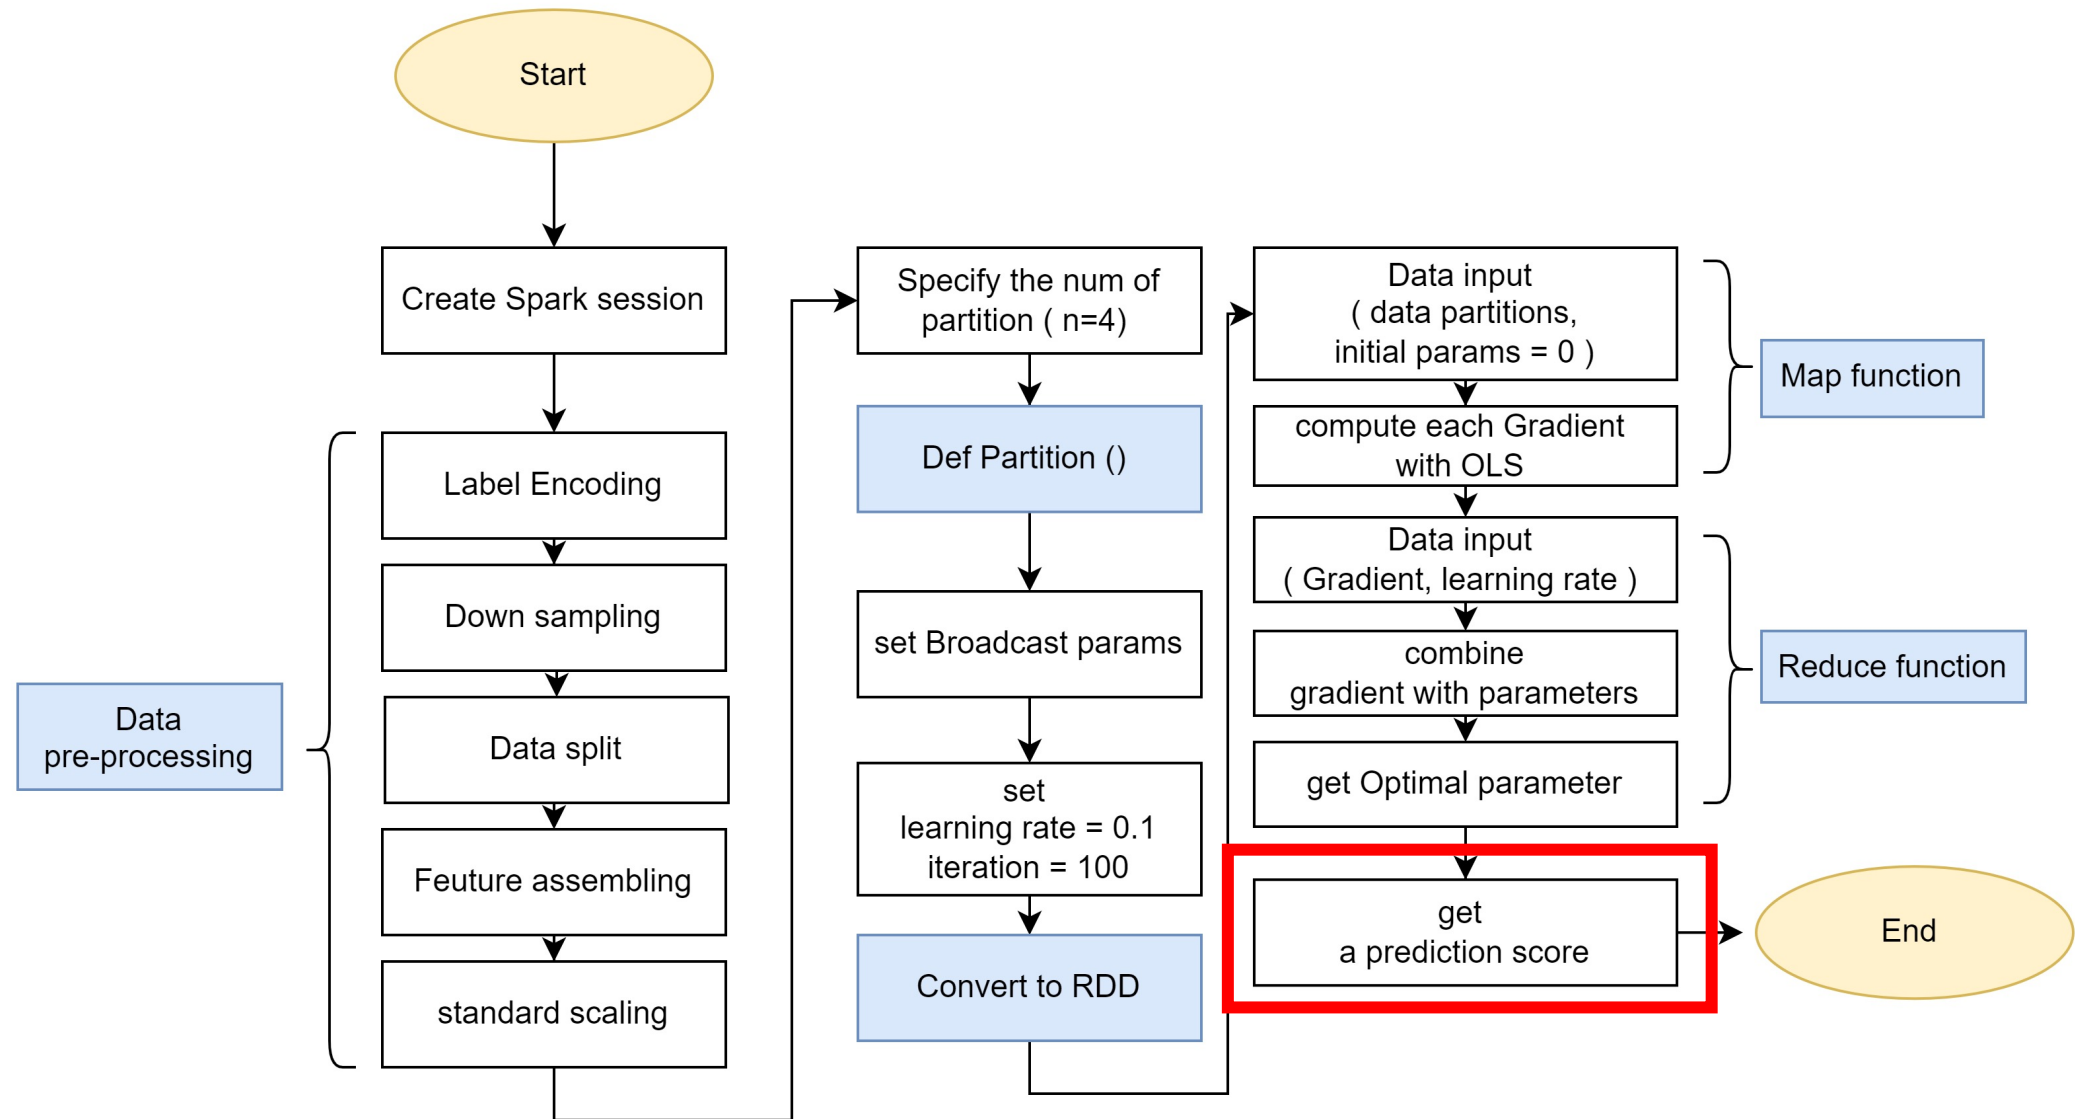 Start
Create Spark session
Data
pre-processing
Label Encoding
Down sampling
Data split
Feuture assembling
standard scaling
Specify the num of
partition ( n=4)
Def Partition ()
set Broadcast params
set
learning rate = 0.1
iteration = 100
Convert to RDD
Data input
( data partitions,
initial params = 0 )
compute each Gradient
with OLS
Map function
Data input
( Gradient, learning rate )
combine
gradient with parameters
get Optimal parameter
Reduce function
get
a prediction score
End